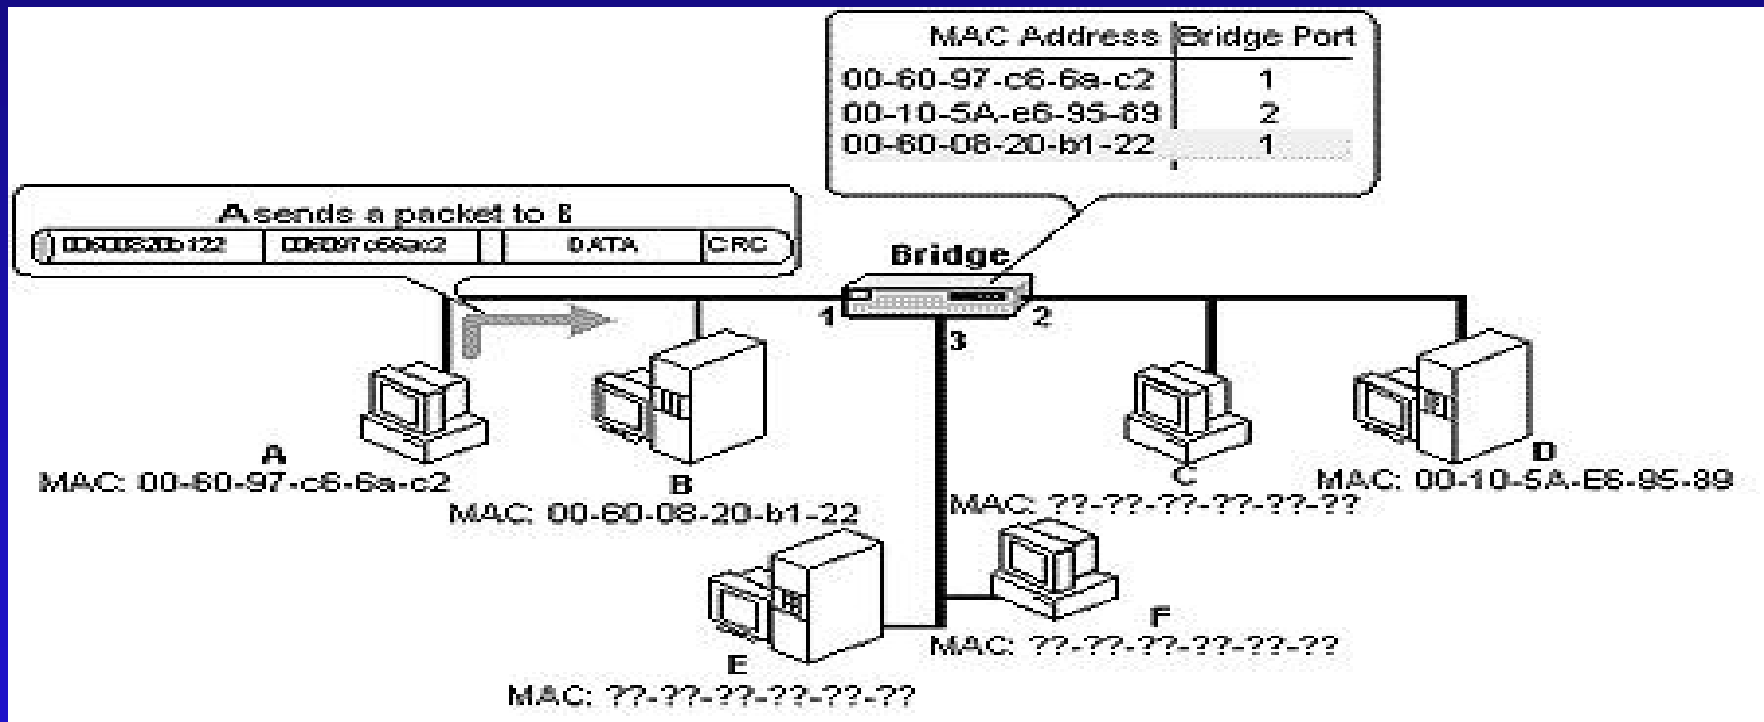 MAC Address Bridge Port
00-60-97-c6-6a-c2 1
00-10-5A-e6-95-89 2
00-60-08-20-b1-22 1
A sends a packet to B
00600820b122 006097c66ac2 DATA CRC
Bridge
1
2
3
A
MAC: 00-60-97-c6-6a-c2
B
MAC: 00-60-08-20-b1-22
C
MAC: ??-??-??-??-??-??
D
MAC: 00-10-5A-E6-95-89
E
MAC: ??-??-??-??-??-??
F
MAC: ??-??-??-??-??-??